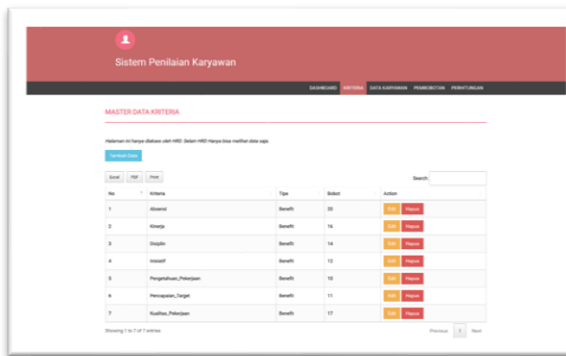 Sistem Penilaian Karyawan
DASHBOARD KRITERIA DATA KARYAWAN PEMBOBOTAN PERHITUNGAN
MASTER DATA KRITERIA
Halaman ini hanya diakses oleh HRD. Selain HRD Hanya bisa melihat data saja.
Tambah Data
Excel PDF Print Search:
No Kriteria Tipe Bobot Action
1 Absensi Benefit Edit Hapus
2 Kinerja Benefit 16 Edit Hapus
3 Disiplin Benefit 14 Edit Hapus
4 Inisiatif Benefit 12 Edit Hapus
5 Pengetahuan_Pekerjaan Benefit 10 Edit Hapus
6 Pencapaian_Target Benefit 11 Edit Hapus
7 Kualitas_Pekerjaan Benefit 17 Edit Hapus
Showing 1 to 7 of 7 entries Previous 1 Next